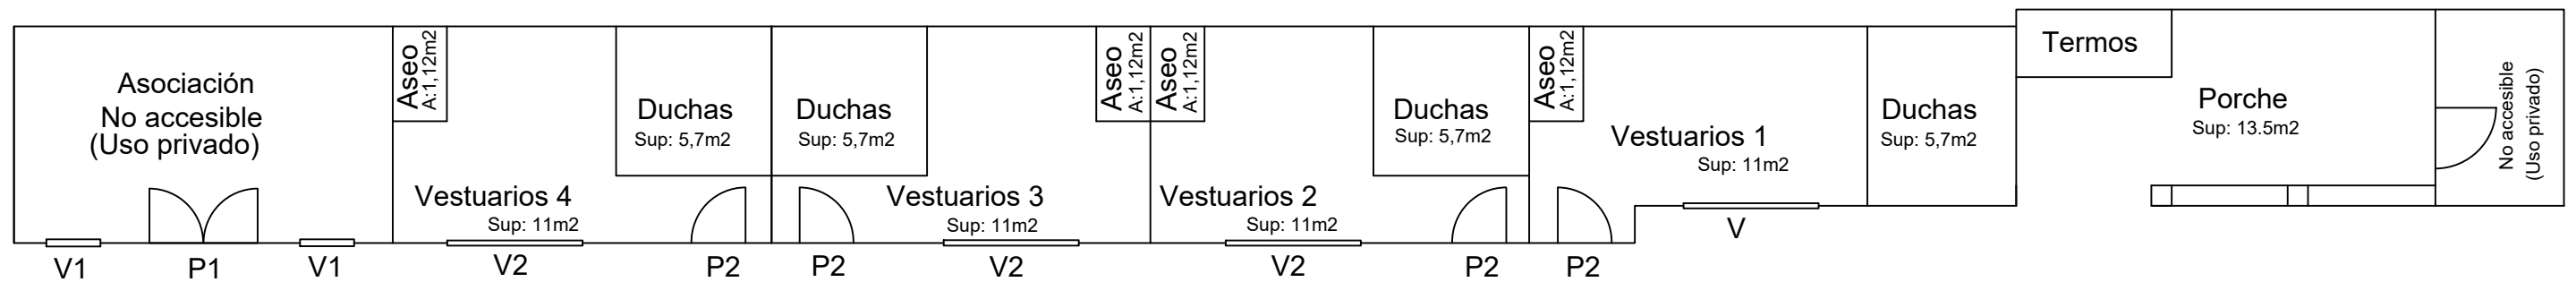 Asociación
No accesible
(Uso privado)
V1
P1
V1
Aseo
A:1,12m2
Duchas
Sup: 5,7m2
Vestuarios 4
Sup: 11m2
V2
P2
Duchas
Sup: 5,7m2
Aseo
A:1,12m2
Vestuarios 3
Sup: 11m2
P2
V2
Aseo
A:1,12m2
Duchas
Sup: 5,7m2
Vestuarios 2
Sup: 11m2
V2
P2
Aseo
A:1,12m2
Vestuarios 1
Sup: 11m2
P2
V
Duchas
Sup: 5,7m2
Termos
Porche
Sup: 13.5m2
No accesible
(Uso privado)